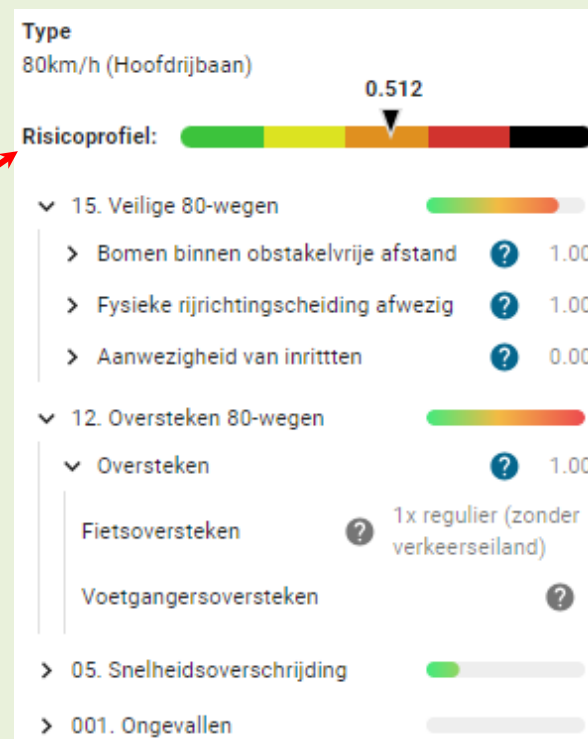 Type
80km/h (Hoofdrijbaan)
0.512
Risicoprofiel:
15. Veilige 80-wegen
Bomen binnen obstakelvrije afstand ? 1.00
Fysieke rijrichtingscheiding afwezig ? 1.00
Aanwezigheid van inrittten ? 0.00
12. Oversteken 80-wegen
Oversteken ? 1.00
Fietsoversteken ? 1x regulier (zonder
verkeerseiland)
Voetgangersoversteken ?
05. Snelheidsoverschrijding
001. Ongevallen